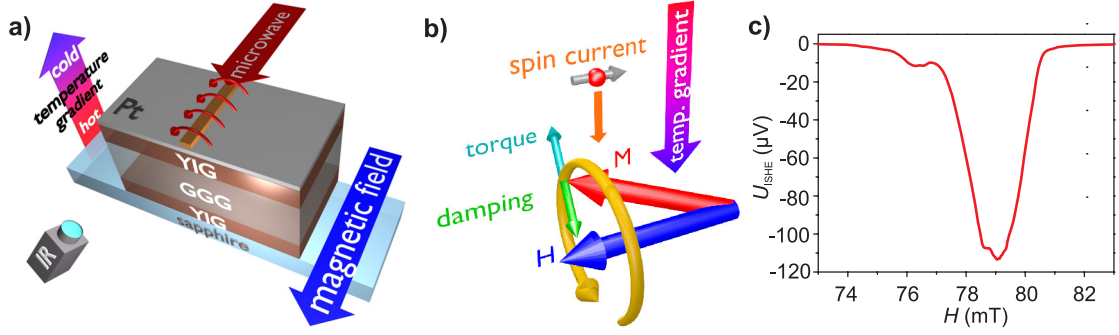 a)
microwave
cold
temperature
gradient
hot
Pt
YIG
GGG
YIG
sapphire
IR
magnetic field
b)
spin current
temp. gradient
torque
M
damping
H
c)
0
-20
-40
-60
-80
-100
-120
U_ISHE (μV)
74 76 78 80 82
H (mT)